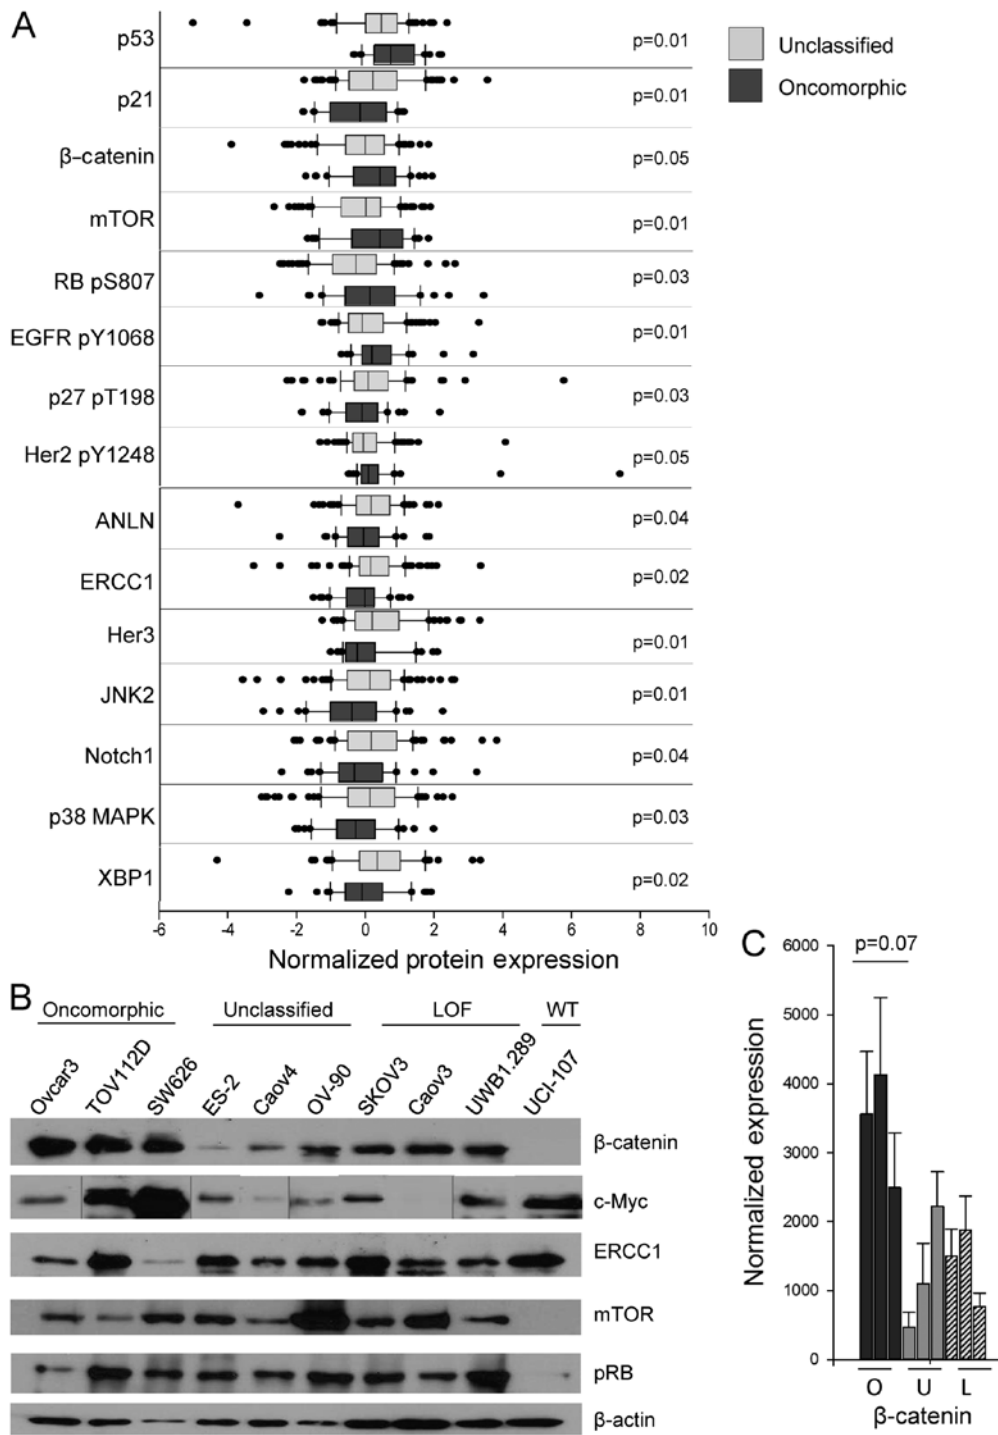 A
Unclassified
Oncomorphic
p53
p=0.01
p21
p=0.01
β-catenin
p=0.05
mTOR
p=0.01
RB pS807
p=0.03
EGFR pY1068
p=0.01
p27 pT198
p=0.03
Her2 pY1248
p=0.05
ANLN
p=0.04
ERCC1
p=0.02
Her3
p=0.01
JNK2
p=0.01
Notch1
p=0.04
p38 MAPK
p=0.03
XBP1
p=0.02
-6 -4 -2 0 2 4 6 8 10
Normalized protein expression
B
Oncomorphic Unclassified LOF WT
Ovcar3 TOV112D SW626 ES-2 Caov4 OV-90 SKOV3 Caov3 UWB1.289 UCI-107
β-catenin
c-Myc
ERCC1
mTOR
pRB
β-actin
C
p=0.07
6000
5000
4000
3000
2000
1000
0
Normalized expression
O U L
β-catenin